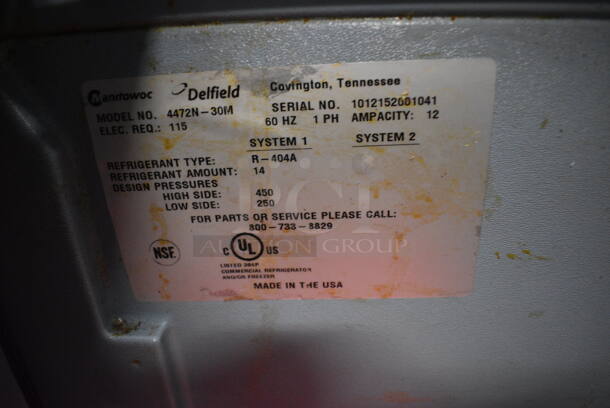 Manitowoc Delfield Covington, Tennessee
MODEL NO. 4472N-30M SERIAL NO. 1012152001041
ELEC. REQ.: 115 60 HZ 1 PH AMPACITY: 12
SYSTEM 1 SYSTEM 2
REFRIGERANT TYPE: R-404A
REFRIGERANT AMOUNT: 14
DESIGN PRESSURES
HIGH SIDE: 450
LOW SIDE: 250
FOR PARTS OR SERVICE PLEASE CALL:
800-733-8829
NSF C UL US
AUCTION GROUP
LISTED
COMMERCIAL REFRIGERATOR
AND/OR FREEZER
MADE IN THE USA